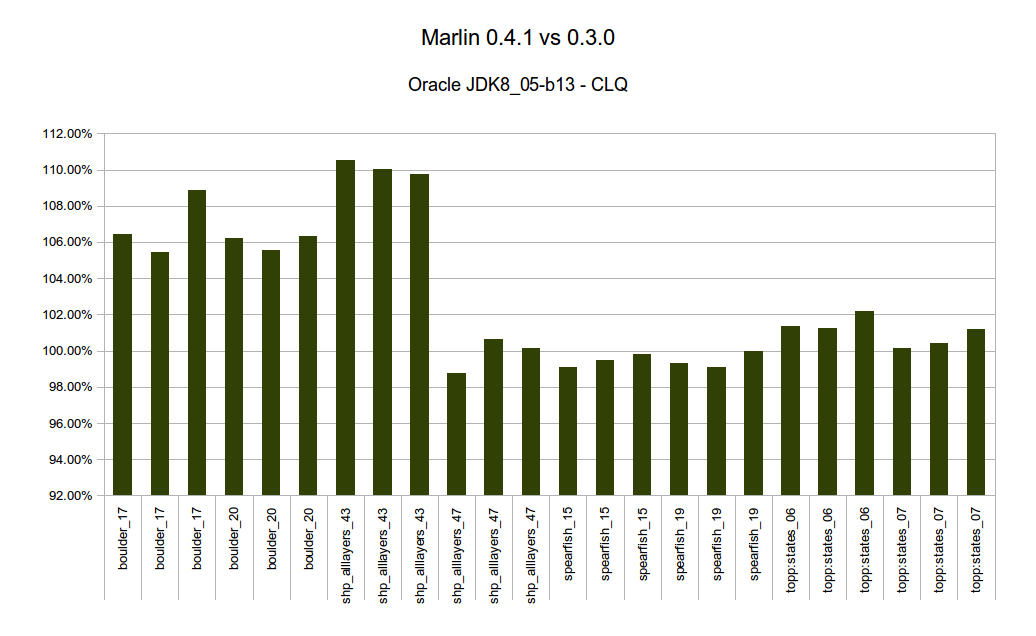 Marlin 0.4.1 vs 0.3.0
Oracle JDK8_05-b13 - CLQ
112.00%
110.00%
108.00%
106.00%
104.00%
102.00%
100.00%
98.00%
96.00%
94.00%
92.00%
boulder_17
boulder_17
boulder_17
boulder_20
boulder_20
boulder_20
shp_alllayers_43
shp_alllayers_43
shp_alllayers_43
shp_alllayers_47
shp_alllayers_47
shp_alllayers_47
spearfish_15
spearfish_15
spearfish_15
spearfish_19
spearfish_19
spearfish_19
topp:states_06
topp:states_06
topp:states_06
topp:states_07
topp:states_07
topp:states_07